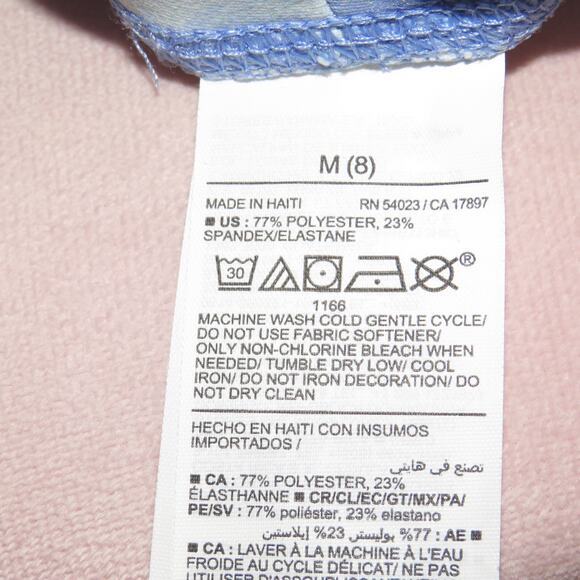 M (8)
MADE IN HAITI RN 54023 / CA 17897
US : 77% POLYESTER, 23%
SPANDEX/ELASTANE
30 ®
1166
MACHINE WASH COLD GENTLE CYCLE/
DO NOT USE FABRIC SOFTENER/
ONLY NON-CHLORINE BLEACH WHEN
NEEDED/ TUMBLE DRY LOW/ COOL
IRON/ DO NOT IRON DECORATION/ DO
NOT DRY CLEAN
HECHO EN HAITI CON INSUMOS
IMPORTADOS /
تصنع في هايتي
CA : 77% POLYESTER, 23%
ÉLASTHANNE CR/CL/EC/GT/MX/PA/
PE/SV : 77% poliéster, 23% elastano
AE : 77% بوليستر, 23% إيلاستين
CA : LAVER À LA MACHINE À L'EAU
FROIDE AU CYCLE DÉLICAT/ NE PAS